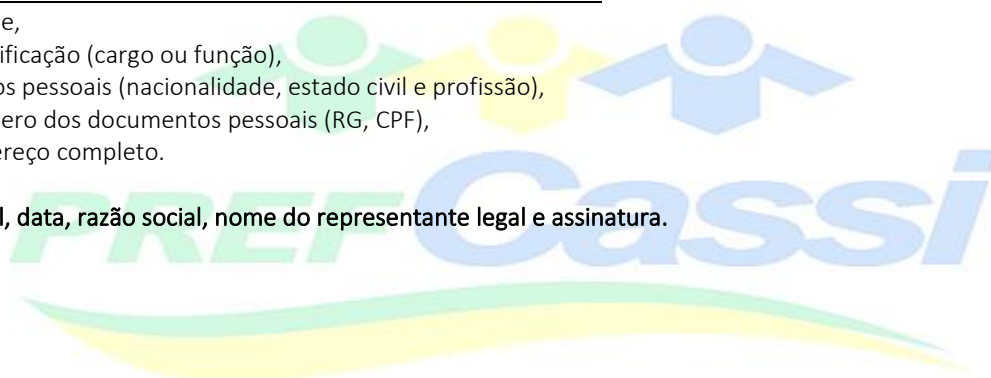 e,
ificação (cargo ou função),
os pessoais (nacionalidade, estado civil e profissão),
ero dos documentos pessoais (RG, CPF),
ereço completo.
l, data, razão social, nome do representante legal e assinatura.
PREFCassi